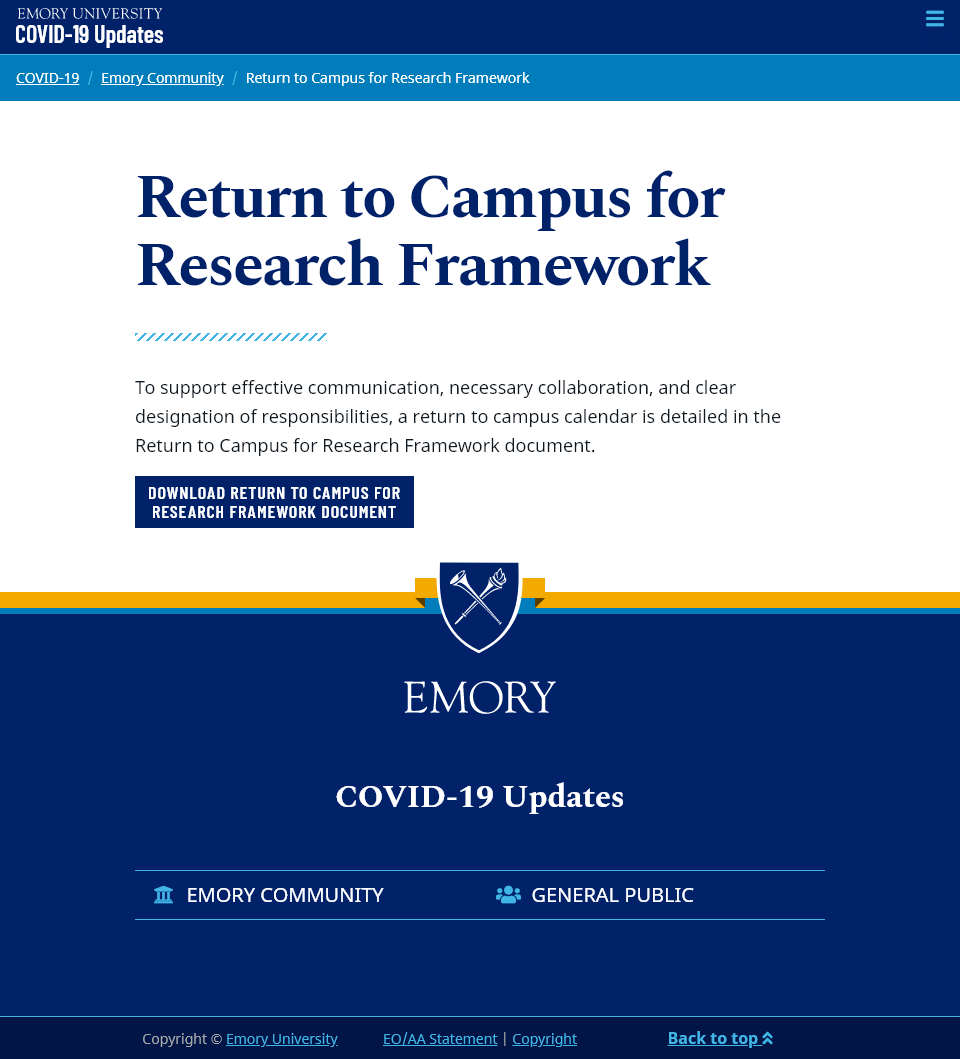 EMORY UNIVERSITY
COVID-19 Updates
COVID-19 / Emory Community / Return to Campus for Research Framework
Return to Campus for
Research Framework
To support effective communication, necessary collaboration, and clear
designation of responsibilities, a return to campus calendar is detailed in the
Return to Campus for Research Framework document.
DOWNLOAD RETURN TO CAMPUS FOR
RESEARCH FRAMEWORK DOCUMENT
EMORY
COVID-19 Updates
EMORY COMMUNITY GENERAL PUBLIC
Copyright © Emory University EO/AA Statement | Copyright Back to top